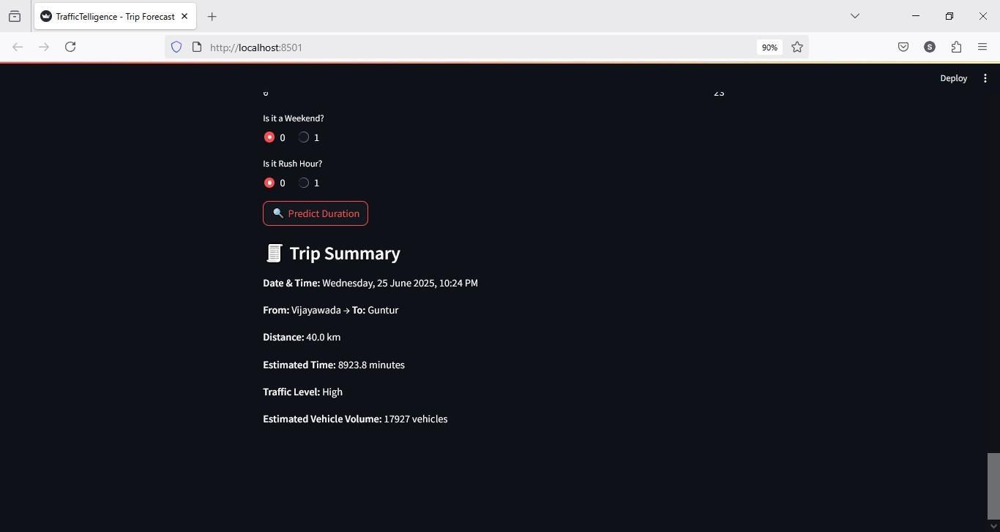 TrafficTelligence - Trip Forecast
http://localhost:8501
90%
S
Deploy
0 23
Is it a Weekend?
0 1
Is it Rush Hour?
0 1
Predict Duration
Trip Summary
Date & Time: Wednesday, 25 June 2025, 10:24 PM
From: Vijayawada → To: Guntur
Distance: 40.0 km
Estimated Time: 8923.8 minutes
Traffic Level: High
Estimated Vehicle Volume: 17927 vehicles